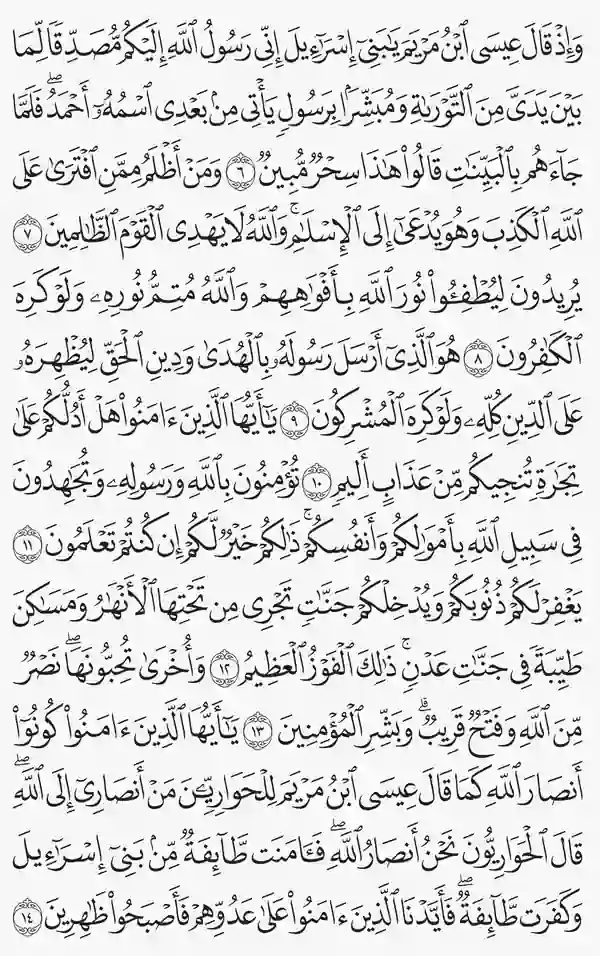 وَإِذۡ قَالَ عِيسَى ٱبۡنُ مَرۡيَمَ يَٰبَنِيٓ إِسۡرَٰٓءِيلَ إِنِّي رَسُولُ ٱللَّهِ إِلَيۡكُم مُّصَدِّقٗا لِّمَا
بَيۡنَ يَدَيَّ مِنَ ٱلتَّوۡرَىٰةِ وَمُبَشِّرَۢا بِرَسُولٖ يَأۡتِي مِنۢ بَعۡدِي ٱسۡمُهُۥٓ أَحۡمَدُۖ فَلَمَّا
جَآءَهُم بِٱلۡبَيِّنَٰتِ قَالُواْ هَٰذَا سِحۡرٞ مُّبِينٞ ٦ وَمَنۡ أَظۡلَمُ مِمَّنِ ٱفۡتَرَىٰ عَلَى
ٱللَّهِ ٱلۡكَذِبَ وَهُوَ يُدۡعَىٰٓ إِلَى ٱلۡإِسۡلَٰمِۚ وَٱللَّهُ لَا يَهۡدِي ٱلۡقَوۡمَ ٱلظَّٰلِمِينَ ٧
يُرِيدُونَ لِيُطۡفِـُٔواْ نُورَ ٱللَّهِ بِأَفۡوَٰهِهِمۡ وَٱللَّهُ مُتِمُّ نُورِهِۦ وَلَوۡ كَرِهَ
ٱلۡكَٰفِرُونَ ٨ هُوَ ٱلَّذِيٓ أَرۡسَلَ رَسُولَهُۥ بِٱلۡهُدَىٰ وَدِينِ ٱلۡحَقِّ لِيُظۡهِرَهُۥ
عَلَى ٱلدِّينِ كُلِّهِۦ وَلَوۡ كَرِهَ ٱلۡمُشۡرِكُونَ ٩ يَٰٓأَيُّهَا ٱلَّذِينَ ءَامَنُواْ هَلۡ أَدُلُّكُمۡ عَلَىٰ
تِجَٰرَةٖ تُنجِيكُم مِّنۡ عَذَابٍ أَلِيمٖ ١٠ تُؤۡمِنُونَ بِٱللَّهِ وَرَسُولِهِۦ وَتُجَٰهِدُونَ
فِي سَبِيلِ ٱللَّهِ بِأَمۡوَٰلِكُمۡ وَأَنفُسِكُمۡۚ ذَٰلِكُمۡ خَيۡرٞ لَّكُمۡ إِن كُنتُمۡ تَعۡلَمُونَ ١١
يَغۡفِرۡ لَكُمۡ ذُنُوبَكُمۡ وَيُدۡخِلۡكُمۡ جَنَّٰتٖ تَجۡرِي مِن تَحۡتِهَا ٱلۡأَنۡهَٰرُ وَمَسَٰكِنَ
طَيِّبَةٗ فِي جَنَّٰتِ عَدۡنٖۚ ذَٰلِكَ ٱلۡفَوۡزُ ٱلۡعَظِيمُ ١٢ وَأُخۡرَىٰ تُحِبُّونَهَاۖ نَصۡرٞ
مِّنَ ٱللَّهِ وَفَتۡحٞ قَرِيبٞۗ وَبَشِّرِ ٱلۡمُؤۡمِنِينَ ١٣ يَٰٓأَيُّهَا ٱلَّذِينَ ءَامَنُواْ كُونُوٓاْ
أَنصَارَ ٱللَّهِ كَمَا قَالَ عِيسَى ٱبۡنُ مَرۡيَمَ لِلۡحَوَارِيِّـۧنَ مَنۡ أَنصَارِيٓ إِلَى ٱللَّهِۖ
قَالَ ٱلۡحَوَارِيُّونَ نَحۡنُ أَنصَارُ ٱللَّهِۖ فَـَٔامَنَت طَّآئِفَةٞ مِّنۢ بَنِيٓ إِسۡرَٰٓءِيلَ
وَكَفَرَت طَّآئِفَةٞۖ فَأَيَّدۡنَا ٱلَّذِينَ ءَامَنُواْ عَلَىٰ عَدُوِّهِمۡ فَأَصۡبَحُواْ ظَٰهِرِينَ ١٤